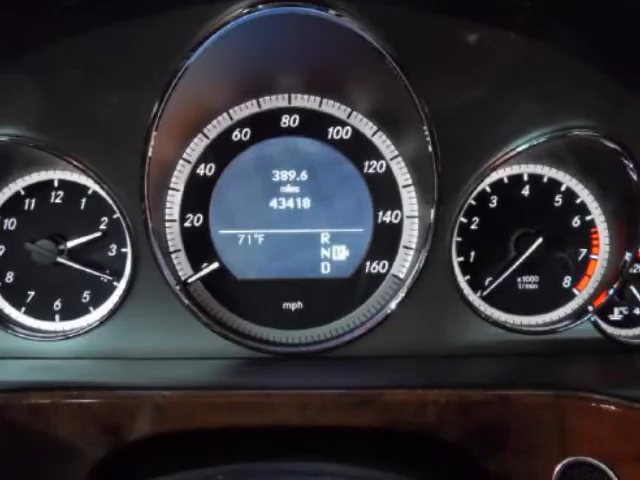 11 12 1
10 2
9 3
8
7 6 5
60 80 100
40 120
20 140
160
389.6
miles
43418
71°F
R
N P
D
mph
3 4 5
2 6
1 7
8
x1000
1/min
°C